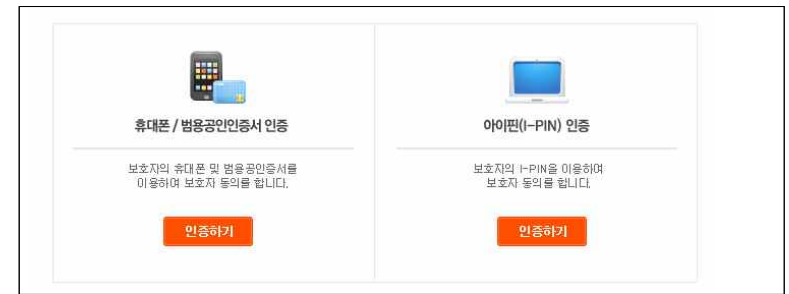 휴대폰 / 범용공인인증서 인증
보호자의 휴대폰 및 범용공인증서를
이용하여 보호자 동의를 합니다.
인증하기
아이핀(I-PIN) 인증
보호자의 I-PIN을 이용하여
보호자 동의를 합니다.
인증하기